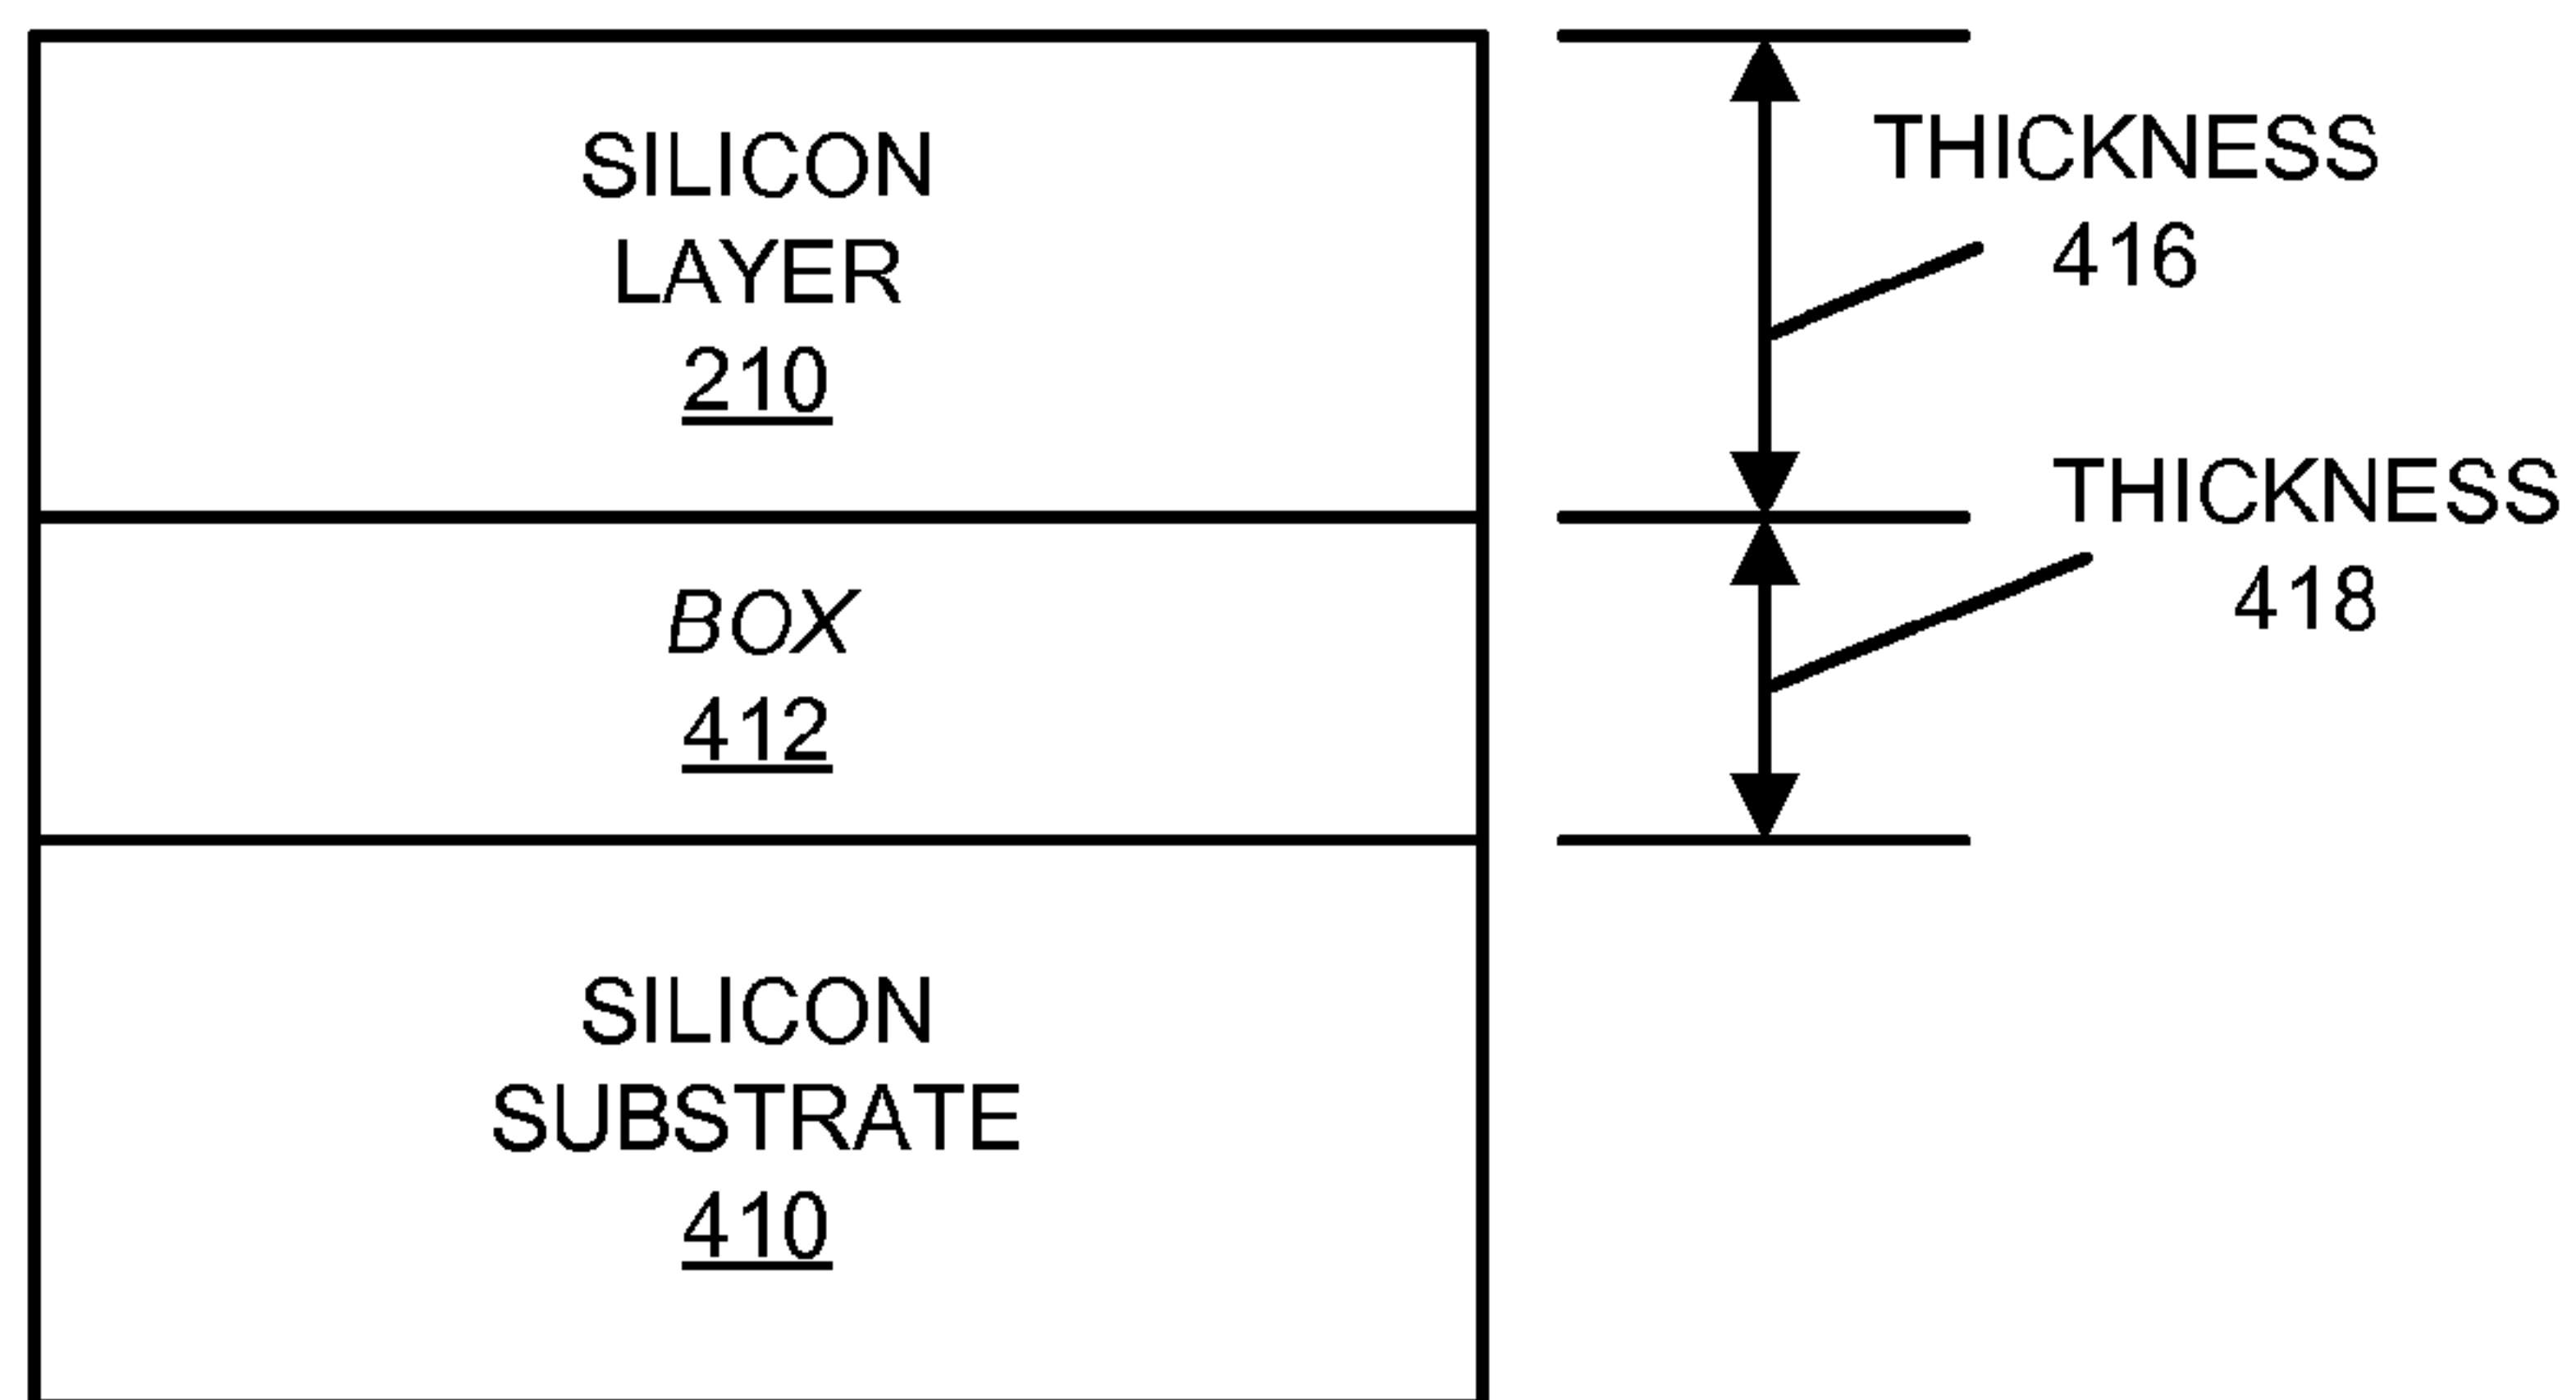 SILICON
LAYER
210
THICKNESS
416
THICKNESS
418
BOX
412
SILICON
SUBSTRATE
410